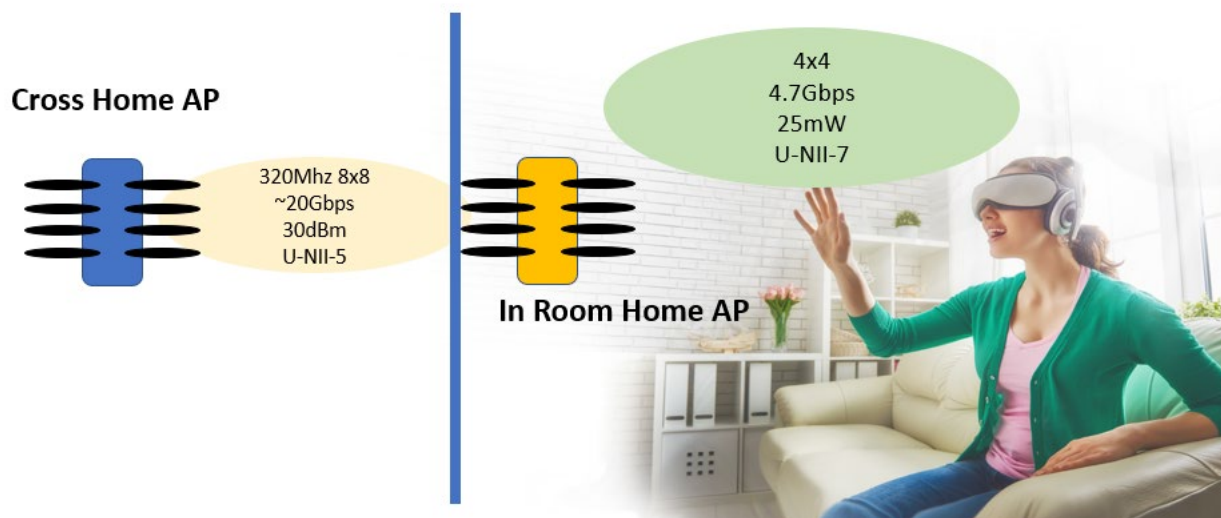 Cross Home AP
320Mhz 8x8
~20Gbps
30dBm
U-NII-5
In Room Home AP
4x4
4.7Gbps
25mW
U-NII-7